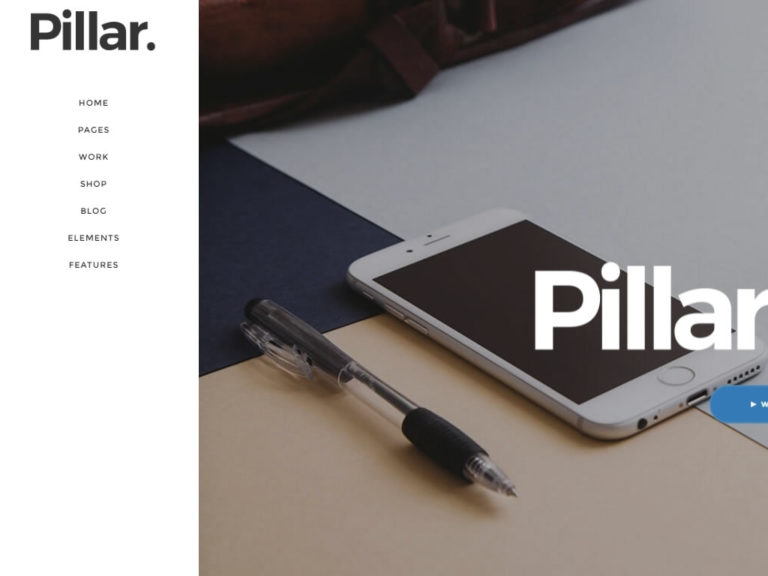 Pillar.
HOME
PAGES
WORK
SHOP
BLOG
ELEMENTS
FEATURES
Pillar